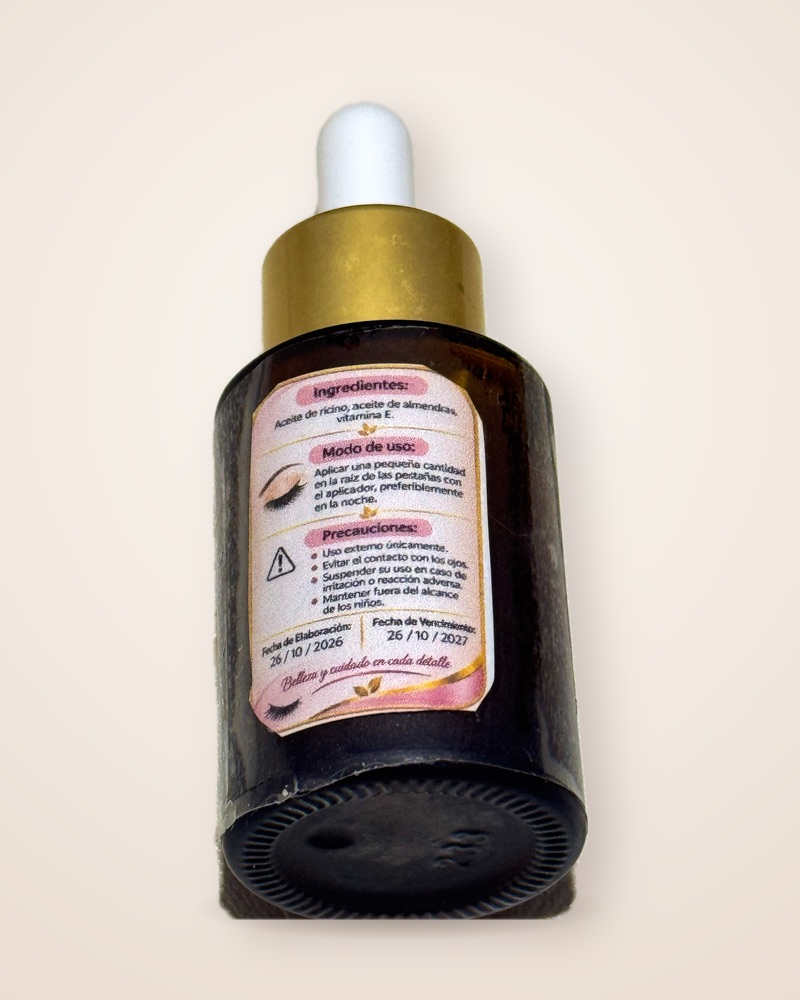 Ingredientes:
Aceite de ricino, aceite de almendras,
vitamina E.
Modo de uso:
Aplicar una pequeña cantidad
en la raíz de las pestañas con
el aplicador, preferiblemente
en la noche.
Precauciones:
• Uso externo únicamente.
• Evitar el contacto con los ojos.
• Suspender su uso en caso de
irritación o reacción adversa.
• Mantener fuera del alcance
de los niños.
Fecha de Elaboración:
26 / 10 / 2026
Fecha de Vencimiento:
26 / 10 / 2027
Belleza y cuidado en cada detalle